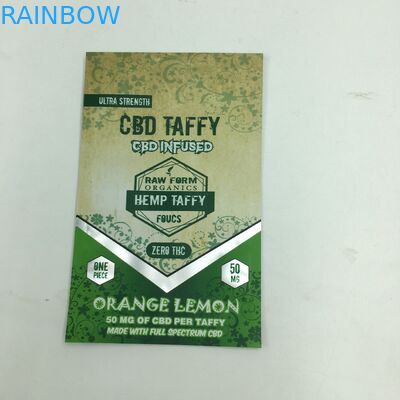 RAINBOW
ULTRA STRENGTH
CBD TAFFY
CBD INFUSED
RAW FORM
ORGANICS
HEMP TAFFY
FOUCS
ZERO THC
ONE
PIECE
50
MG
ORANGE LEMON
50 MG OF CBD PER TAFFY
MADE WITH FULL SPECTRUM CBD